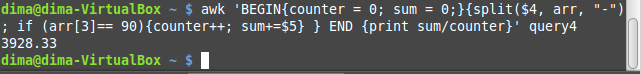 dima@dima-VirtualBox ~ $ awk 'BEGIN{counter = 0; sum = 0;}{split($4, arr, "-")
; if (arr[3]== 90){counter++; sum+=$5} } END {print sum/counter}' query4
3928.33
dima@dima-VirtualBox ~ $